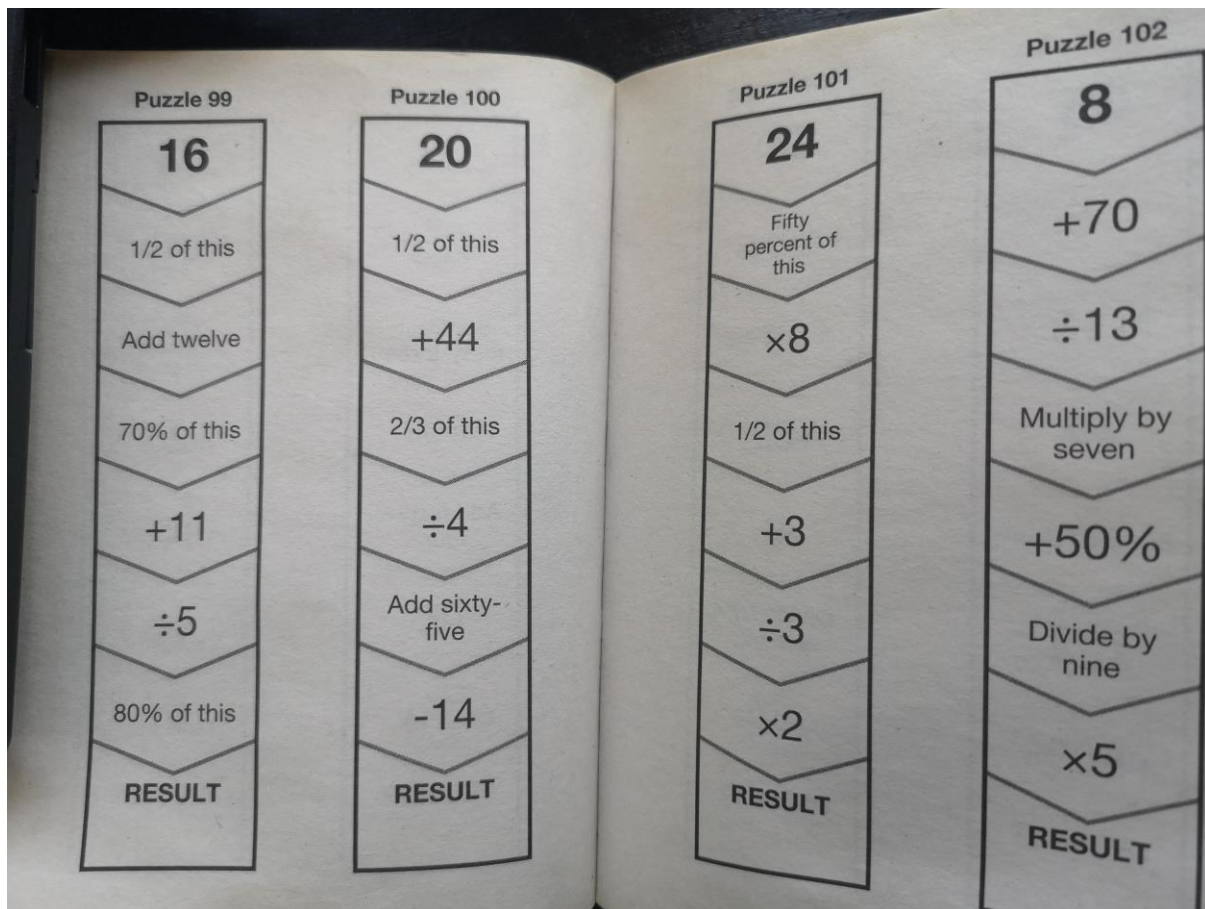 Puzzle 99
16
1/2 of this
Add twelve
70% of this
+11
÷5
80% of this
RESULT
Puzzle 100
20
1/2 of this
+44
2/3 of this
÷4
Add sixty-
five
-14
RESULT
Puzzle 101
24
Fifty
percent of
this
×8
1/2 of this
+3
÷3
×2
RESULT
Puzzle 102
8
+70
÷13
Multiply by
seven
+50%
Divide by
nine
×5
RESULT